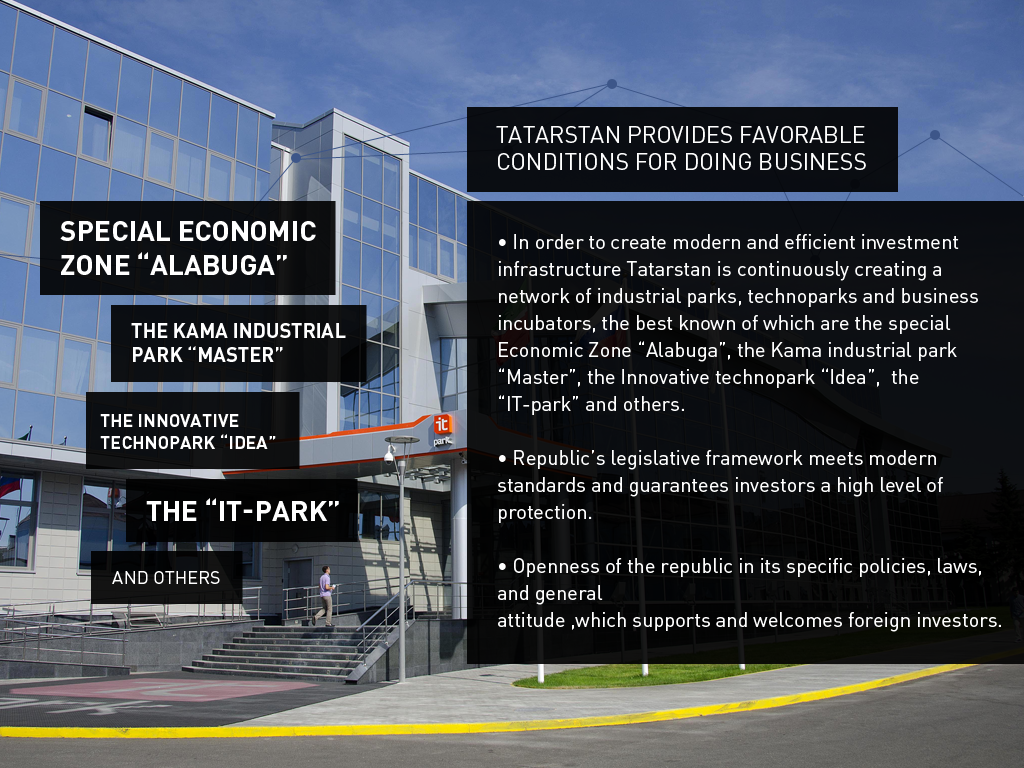 TATARSTAN PROVIDES FAVORABLE
CONDITIONS FOR DOING BUSINESS
SPECIAL ECONOMIC
ZONE “ALABUGA”
THE KAMA INDUSTRIAL
PARK “MASTER”
THE INNOVATIVE
TECHNOPARK “IDEA”
THE “IT-PARK”
AND OTHERS
• In order to create modern and efficient investment
infrastructure Tatarstan is continuously creating a
network of industrial parks, technoparks and business
incubators, the best known of which are the special
Economic Zone “Alabuga”, the Kama industrial park
“Master”, the Innovative technopark “Idea”,  the
“IT-park” and others.
• Republic’s legislative framework meets modern
standards and guarantees investors a high level of
protection.
• Openness of the republic in its specific policies, laws,
and general
attitude ,which supports and welcomes foreign investors.
it
park